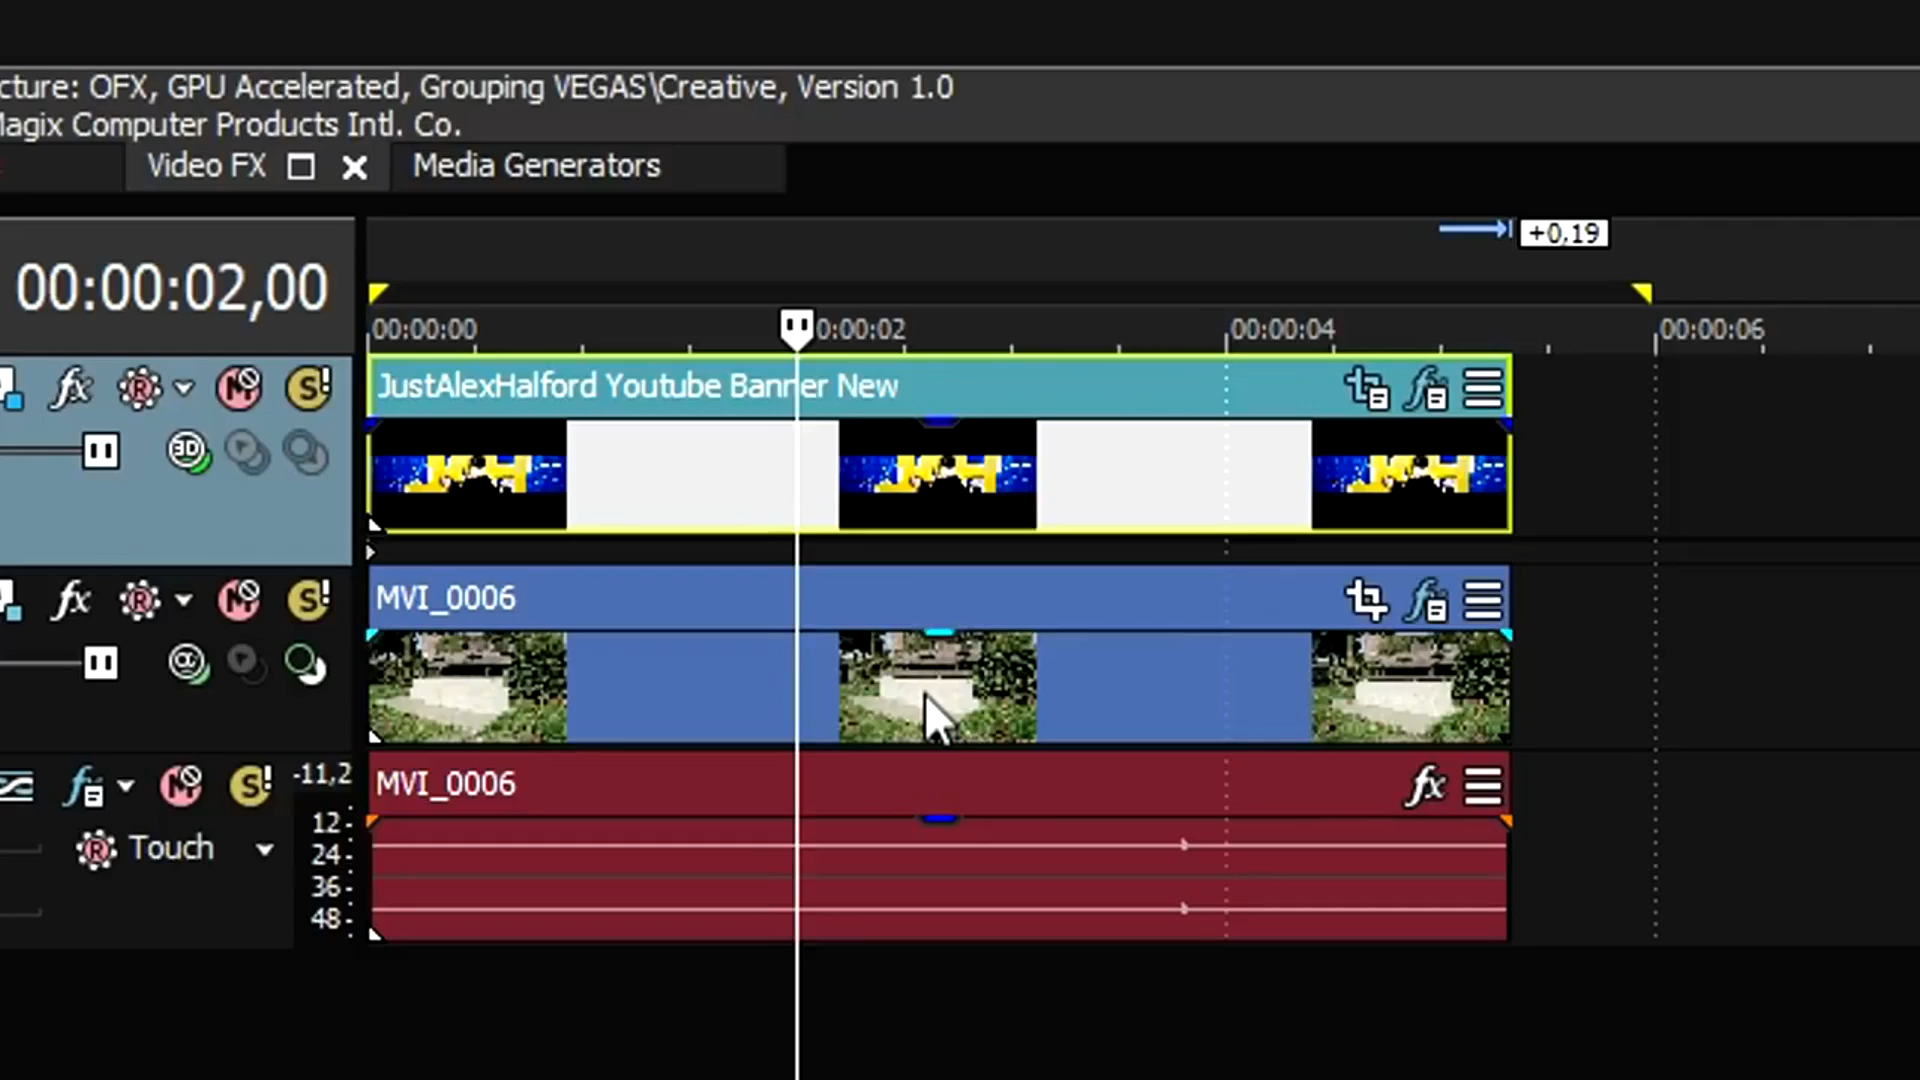 cture: OFX, GPU Accelerated, Grouping VEGAS\Creative, Version 1.0
Magix Computer Products Intl. Co.
Video FX
Media Generators
+0,19
00:00:02,00
00:00:00
0:00:02
00:00:04
00:00:06
JustAlexHalford Youtube Banner New
MVI_0006
-11,2
MVI_0006
12
Touch
24
36
48